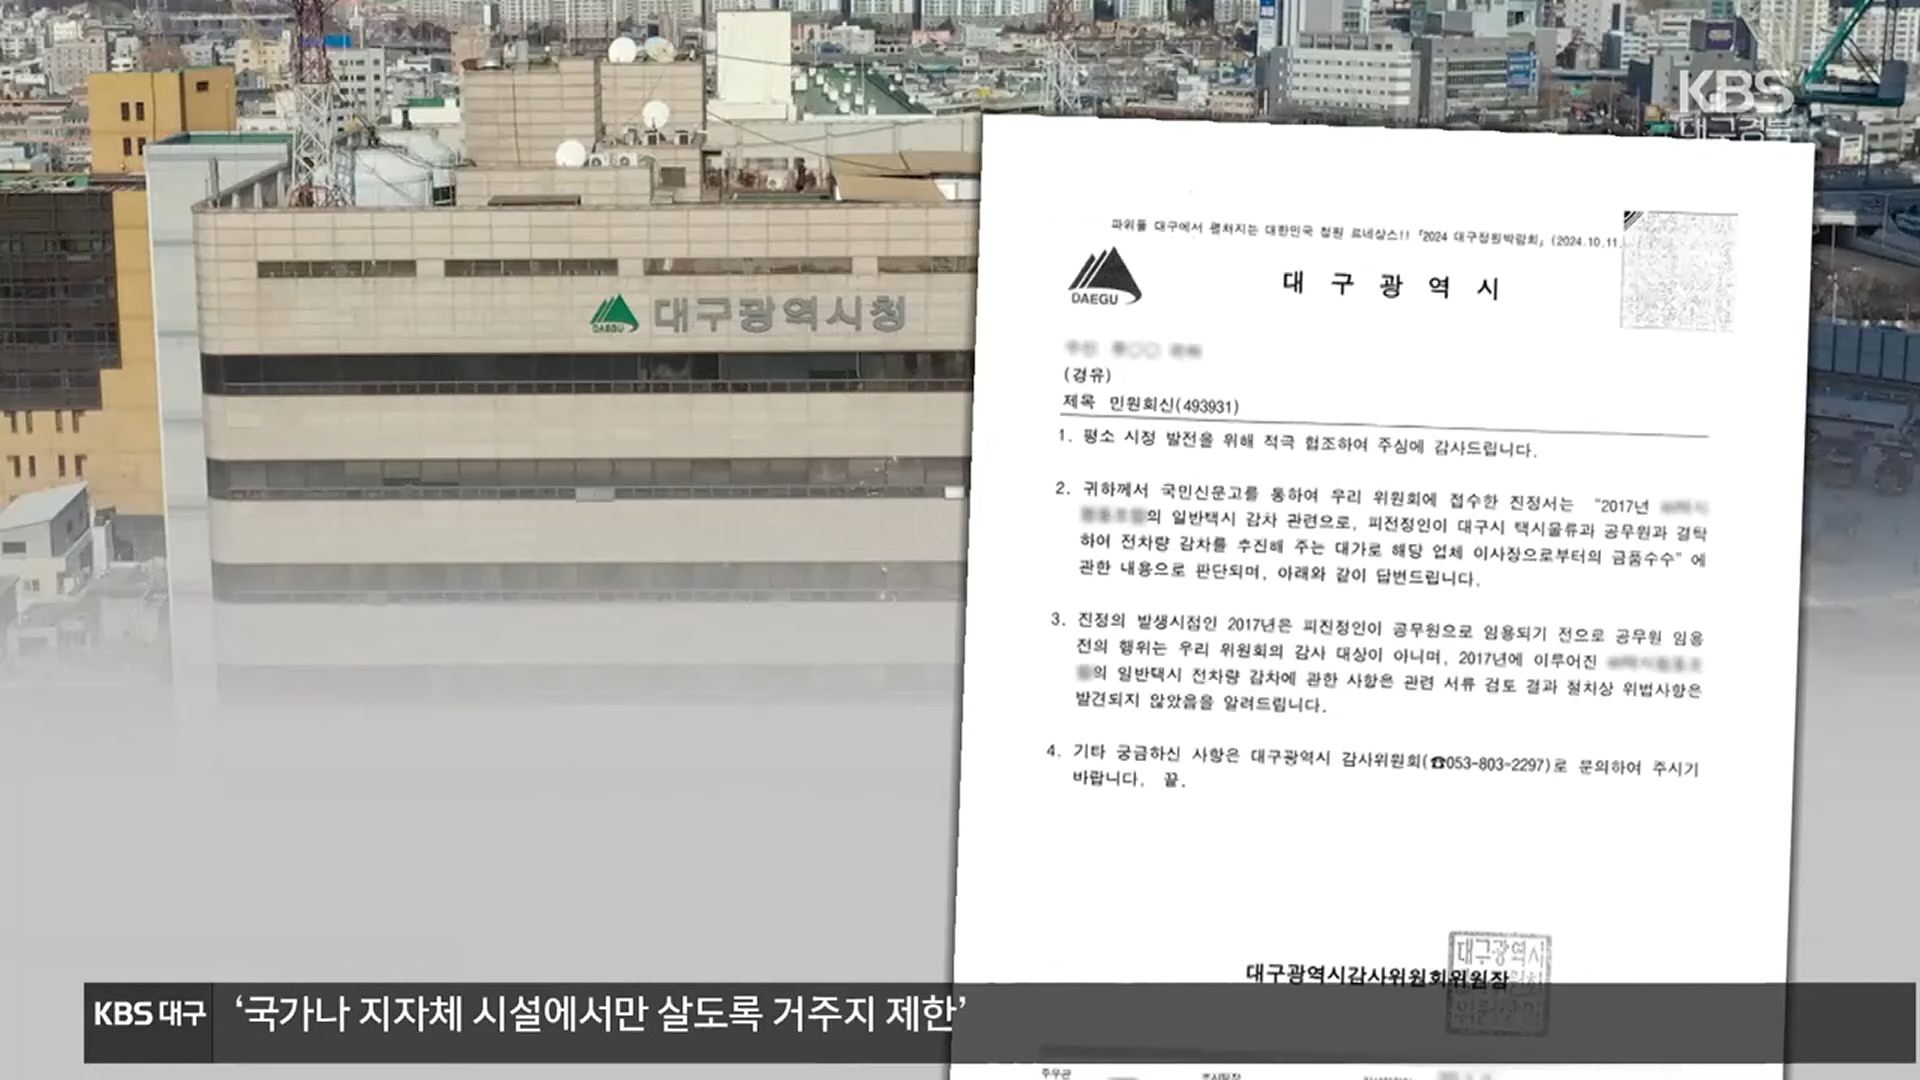 KBS
대구경북
DAEGU 대구광역시청
파워풀 대구에서 펼쳐지는 대한민국 정원 르네상스!! 「2024 대구정원박람회」(2024.10.11.
DAEGU
대 구 광 역 시
(경유)
제목 민원회신(493931)
1. 평소 시정 발전을 위해 적극 협조하여 주심에 감사드립니다.
2. 귀하께서 국민신문고를 통하여 우리 위원회에 접수한 진정서는 "2017년
의 일반택시 감차 관련으로, 피진정인이 대구시 택시물류과 공무원과 결탁
하여 전차량 감차를 추진해 주는 대가로 해당 업체 이사장으로부터의 금품수수" 에
관한 내용으로 판단되며, 아래와 같이 답변드립니다.
3. 진정의 발생시점인 2017년은 피진정인이 공무원으로 임용되기 전으로 공무원 임용
전의 행위는 우리 위원회의 감사 대상이 아니며, 2017년에 이루어진
의 일반택시 전차량 감차에 관한 사항은 관련 서류 검토 결과 절차상 위법사항은
발견되지 않았음을 알려드립니다.
4. 기타 궁금하신 사항은 대구광역시 감사위원회(☎053-803-2297)로 문의하여 주시기
바랍니다. 끝.
대구광역시
대구광역시감사위원회위원장
KBS 대구 ‘국가나 지자체 시설에서만 살도록 거주지 제한’
주무관